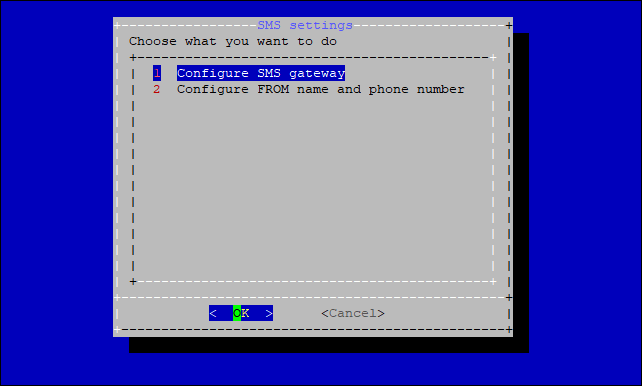 SMS settings
Choose what you want to do
1 Configure SMS gateway
2 Configure FROM name and phone number
< OK > <Cancel>